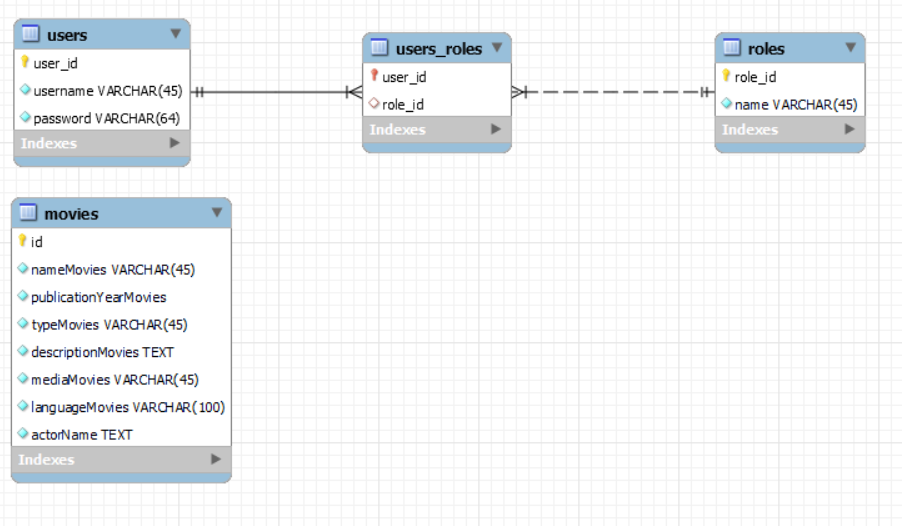 users
user_id
username VARCHAR(45)
password VARCHAR(64)
Indexes
users_roles
user_id
role_id
Indexes
roles
role_id
name VARCHAR(45)
Indexes
movies
id
nameMovies VARCHAR(45)
publicationYearMovies
typeMovies VARCHAR(45)
descriptionMovies TEXT
mediaMovies VARCHAR(45)
languageMovies VARCHAR(100)
actorName TEXT
Indexes